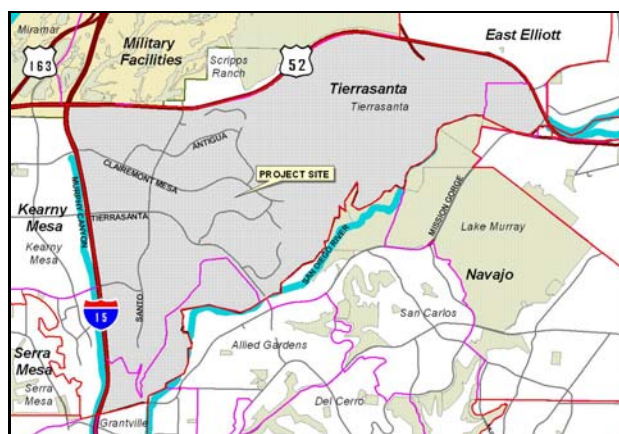 Miramar
163
Military
Facilities
Scripps
Ranch
52
East Elliott
Tierrasanta
Tierrasanta
ANTIGUA
CLAIREMONT MESA
PROJECT SITE
MURPHY CANYON
TIERRASANTA
Kearny
Mesa
Kearny
Mesa
SAN DIEGO RIVER
MISSION GORGE
Lake Murray
Navajo
SANTO
15
San Carlos
Allied Gardens
Serra
Mesa
Serra
Mesa
Del Cerro
Grantville